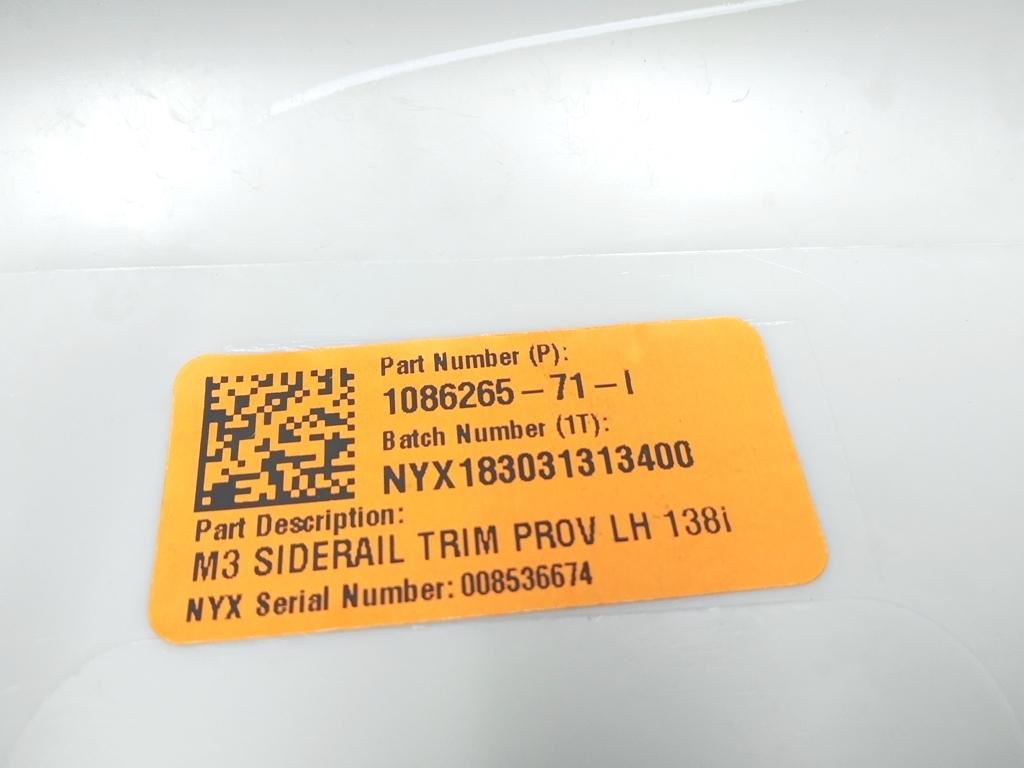 Part Number (P):
1086265-71-I
Batch Number (1T):
NYX183031313400
Part Description:
M3 SIDERAIL TRIM PROV LH 138i
NYX Serial Number: 008536674